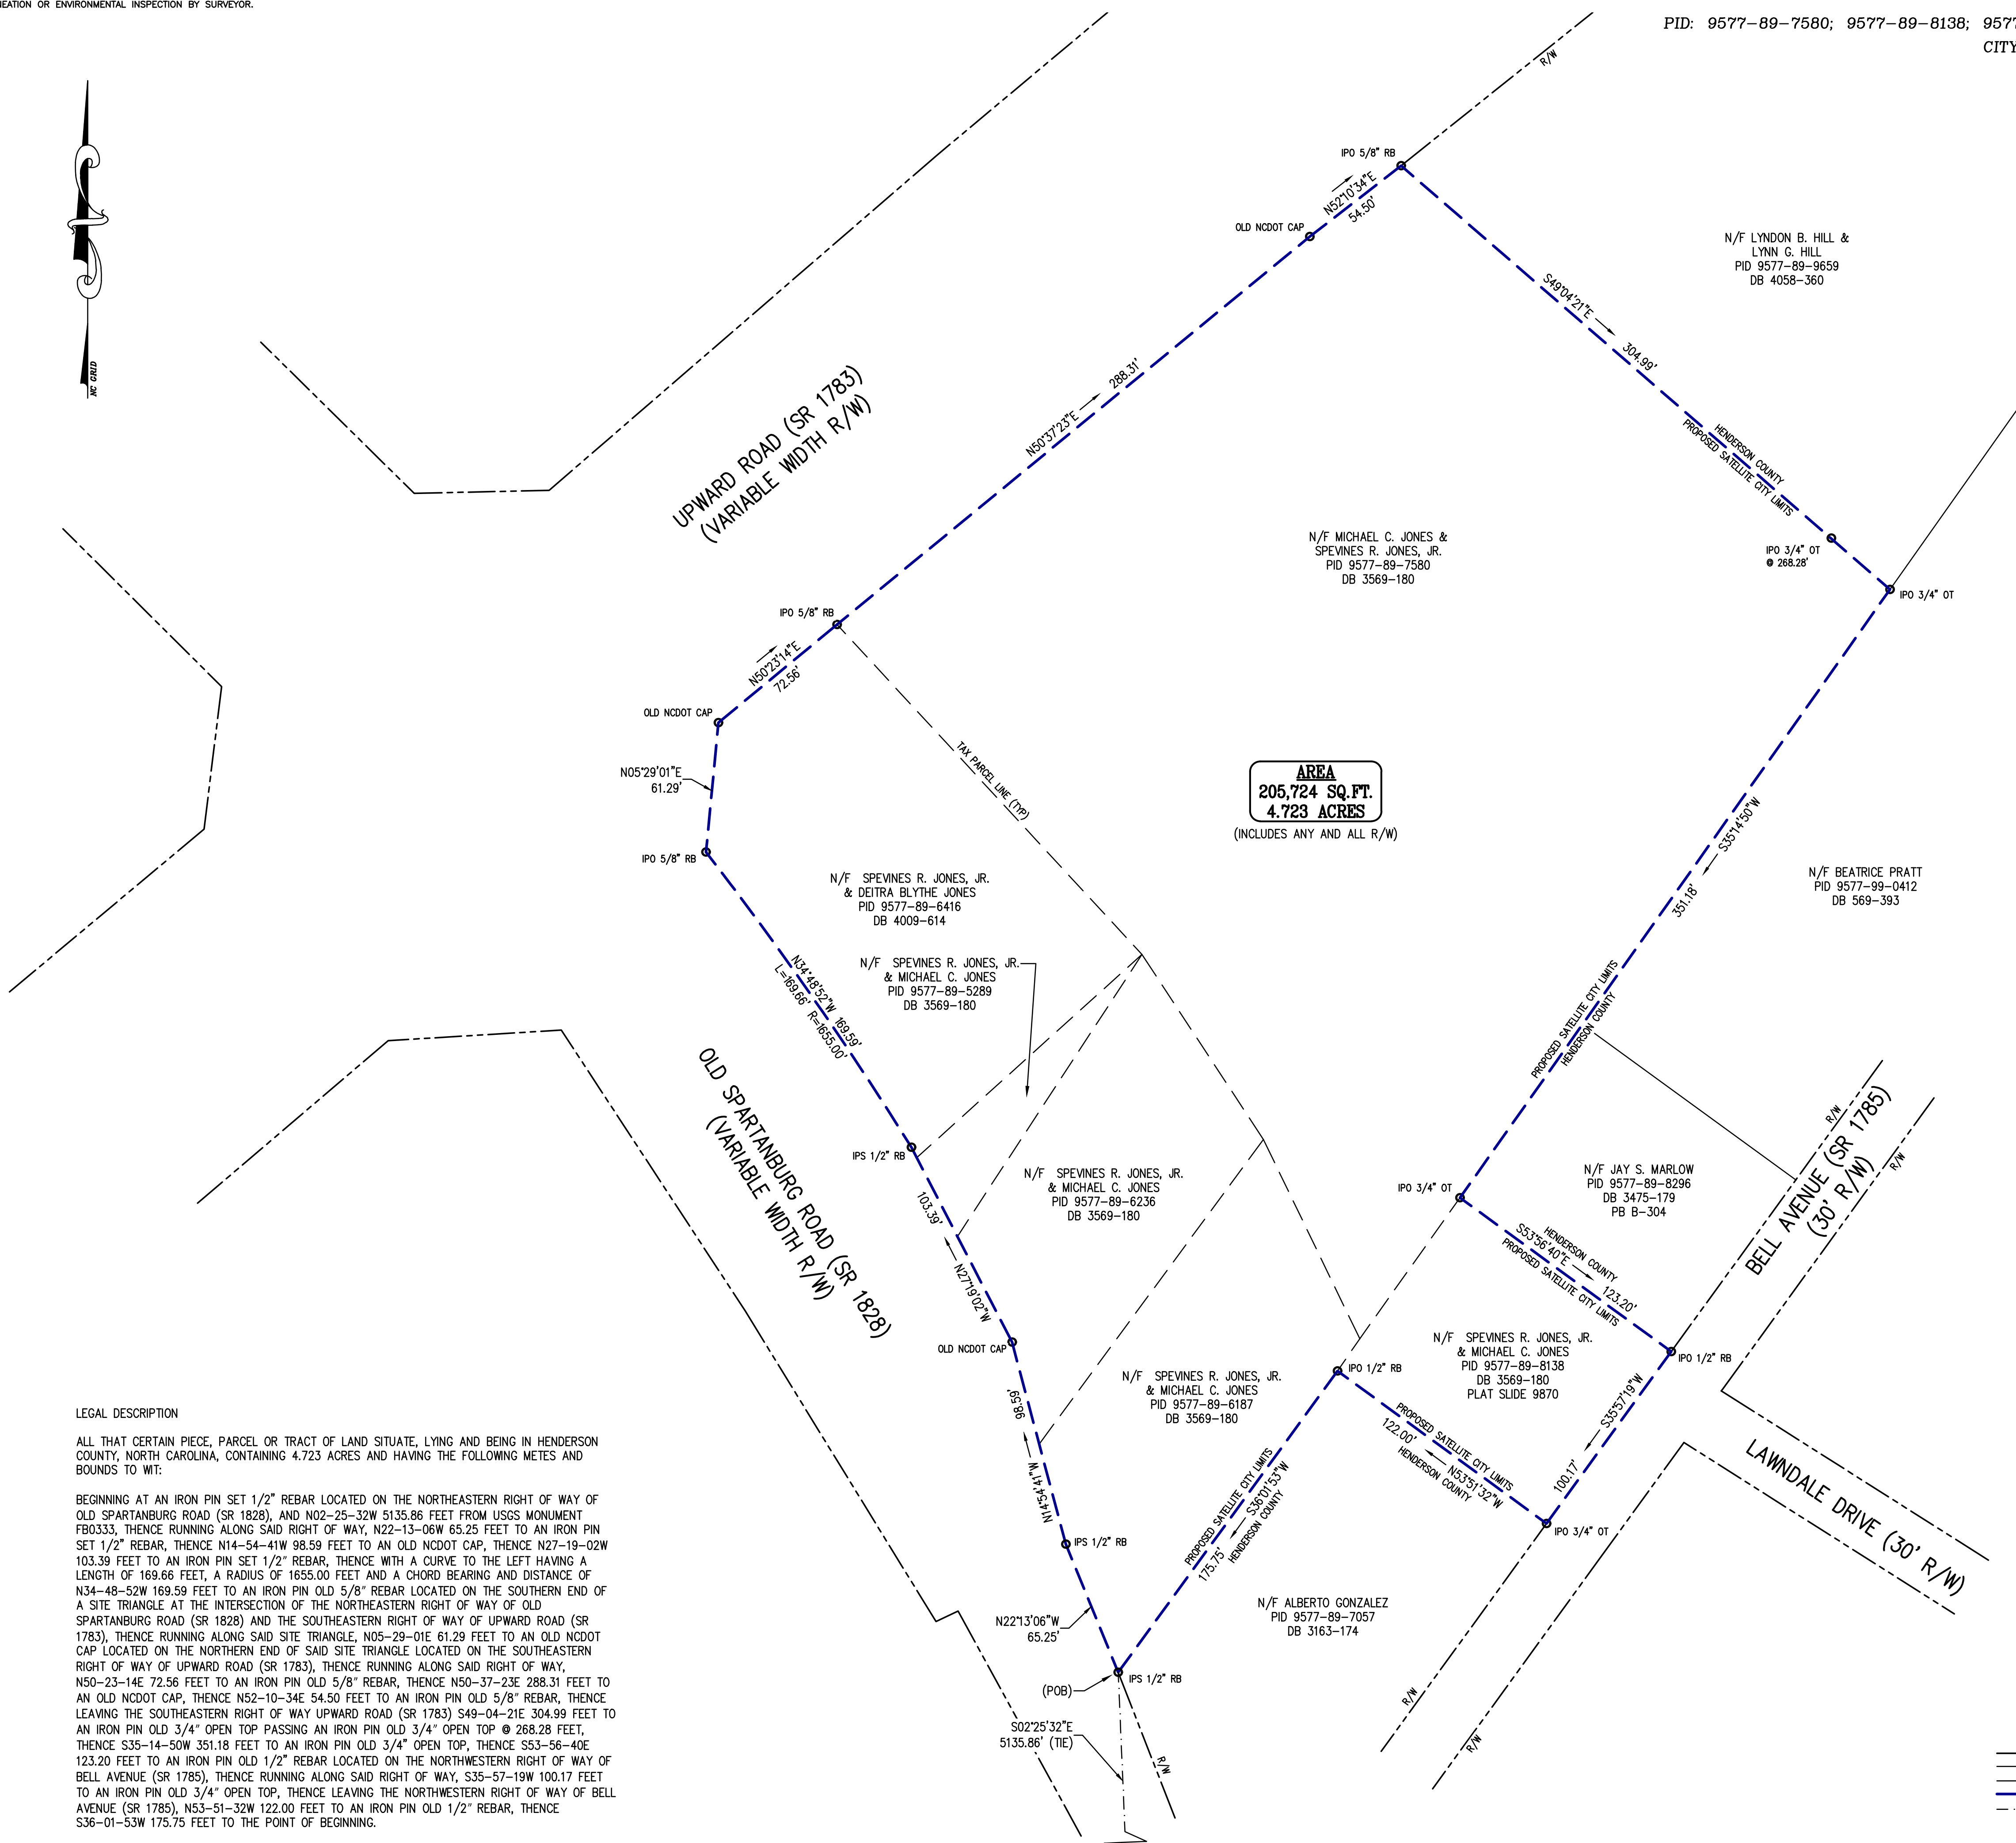 NEATION OR ENVIRONMENTAL INSPECTION BY SURVEYOR.
PID: 9577-89-7580; 9577-89-8138; 9577
CITY
NC GRID
R/W
IPO 5/8" RB
N52°10'34"E
54.50'
OLD NCDOT CAP
N/F LYNDON B. HILL &
LYNN G. HILL
PID 9577-89-9659
DB 4058-360
S49°04'21"E
304.99'
HENDERSON COUNTY
PROPOSED SATELLITE CITY LIMITS
IPO 3/4" OT
@ 268.28'
IPO 3/4" OT
UPWARD ROAD (SR 1783)
(VARIABLE WIDTH R/W)
N50°37'23"E
288.31'
N/F MICHAEL C. JONES &
SPEVINES R. JONES, JR.
PID 9577-89-7580
DB 3569-180
IPO 5/8" RB
N50°23'14"E
72.56'
OLD NCDOT CAP
N05°29'01"E
61.29'
IPO 5/8" RB
TAX PARCEL LINE (TYP)
AREA
205,724 SQ.FT.
4.723 ACRES
(INCLUDES ANY AND ALL R/W)
S35°14'50"W
351.18'
N/F BEATRICE PRATT
PID 9577-99-0412
DB 569-393
N/F SPEVINES R. JONES, JR.
& DEITRA BLYTHE JONES
PID 9577-89-6416
DB 4009-614
N/F SPEVINES R. JONES, JR.
& MICHAEL C. JONES
PID 9577-89-5289
DB 3569-180
N34°48'52"W 169.59'
L=169.66' R=1655.00'
PROPOSED SATELLITE CITY LIMITS
HENDERSON COUNTY
OLD SPARTANBURG ROAD (SR 1828)
(VARIABLE WIDTH R/W)
IPS 1/2" RB
103.39'
N27°19'02"W
N/F SPEVINES R. JONES, JR.
& MICHAEL C. JONES
PID 9577-89-6236
DB 3569-180
IPO 3/4" OT
N/F JAY S. MARLOW
PID 9577-89-8296
DB 3475-179
PB B-304
R/W
BELL AVENUE (SR 1785)
(30' R/W)
R/W
S53°56'40"E
123.20'
HENDERSON COUNTY
PROPOSED SATELLITE CITY LIMITS
OLD NCDOT CAP
98.59'
N14°54'41"W
N/F SPEVINES R. JONES, JR.
& MICHAEL C. JONES
PID 9577-89-6187
DB 3569-180
IPO 1/2" RB
N/F SPEVINES R. JONES, JR.
& MICHAEL C. JONES
PID 9577-89-8138
DB 3569-180
PLAT SLIDE 9870
IPO 1/2" RB
S35°57'19"W
100.17'
PROPOSED SATELLITE CITY LIMITS
122.00'
N53°51'32"W
HENDERSON COUNTY
IPO 3/4" OT
LAWNDALE DRIVE (30' R/W)
PROPOSED SATELLITE CITY LIMITS
S36°01'53"W
175.75'
HENDERSON COUNTY
IPS 1/2" RB
N22°13'06"W
65.25'
N/F ALBERTO GONZALEZ
PID 9577-89-7057
DB 3163-174
IPS 1/2" RB
(POB)
S02°25'32"E
5135.86' (TIE)
R/W
R/W
R/W
LEGAL DESCRIPTION
ALL THAT CERTAIN PIECE, PARCEL OR TRACT OF LAND SITUATE, LYING AND BEING IN HENDERSON
COUNTY, NORTH CAROLINA, CONTAINING 4.723 ACRES AND HAVING THE FOLLOWING METES AND
BOUNDS TO WIT:
BEGINNING AT AN IRON PIN SET 1/2" REBAR LOCATED ON THE NORTHEASTERN RIGHT OF WAY OF
OLD SPARTANBURG ROAD (SR 1828), AND N02-25-32W 5135.86 FEET FROM USGS MONUMENT
FB0333, THENCE RUNNING ALONG SAID RIGHT OF WAY, N22-13-06W 65.25 FEET TO AN IRON PIN
SET 1/2" REBAR, THENCE N14-54-41W 98.59 FEET TO AN OLD NCDOT CAP, THENCE N27-19-02W
103.39 FEET TO AN IRON PIN SET 1/2" REBAR, THENCE WITH A CURVE TO THE LEFT HAVING A
LENGTH OF 169.66 FEET, A RADIUS OF 1655.00 FEET AND A CHORD BEARING AND DISTANCE OF
N34-48-52W 169.59 FEET TO AN IRON PIN OLD 5/8" REBAR LOCATED ON THE SOUTHERN END OF
A SITE TRIANGLE AT THE INTERSECTION OF THE NORTHEASTERN RIGHT OF WAY OF OLD
SPARTANBURG ROAD (SR 1828) AND THE SOUTHEASTERN RIGHT OF WAY OF UPWARD ROAD (SR
1783), THENCE RUNNING ALONG SAID SITE TRIANGLE, N05-29-01E 61.29 FEET TO AN OLD NCDOT
CAP LOCATED ON THE NORTHERN END OF SAID SITE TRIANGLE LOCATED ON THE SOUTHEASTERN
RIGHT OF WAY OF UPWARD ROAD (SR 1783), THENCE RUNNING ALONG SAID RIGHT OF WAY,
N50-23-14E 72.56 FEET TO AN IRON PIN OLD 5/8" REBAR, THENCE N50-37-23E 288.31 FEET TO
AN OLD NCDOT CAP, THENCE N52-10-34E 54.50 FEET TO AN IRON PIN OLD 5/8" REBAR, THENCE
LEAVING THE SOUTHEASTERN RIGHT OF WAY UPWARD ROAD (SR 1783) S49-04-21E 304.99 FEET TO
AN IRON PIN OLD 3/4" OPEN TOP PASSING AN IRON PIN OLD 3/4" OPEN TOP @ 268.28 FEET,
THENCE S35-14-50W 351.18 FEET TO AN IRON PIN OLD 3/4" OPEN TOP, THENCE S53-56-40E
123.20 FEET TO AN IRON PIN OLD 1/2" REBAR LOCATED ON THE NORTHWESTERN RIGHT OF WAY OF
BELL AVENUE (SR 1785), THENCE RUNNING ALONG SAID RIGHT OF WAY, S35-57-19W 100.17 FEET
TO AN IRON PIN OLD 3/4" OPEN TOP, THENCE LEAVING THE NORTHWESTERN RIGHT OF WAY OF BELL
AVENUE (SR 1785), N53-51-32W 122.00 FEET TO AN IRON PIN OLD 1/2" REBAR, THENCE
S36-01-53W 175.75 FEET TO THE POINT OF BEGINNING.